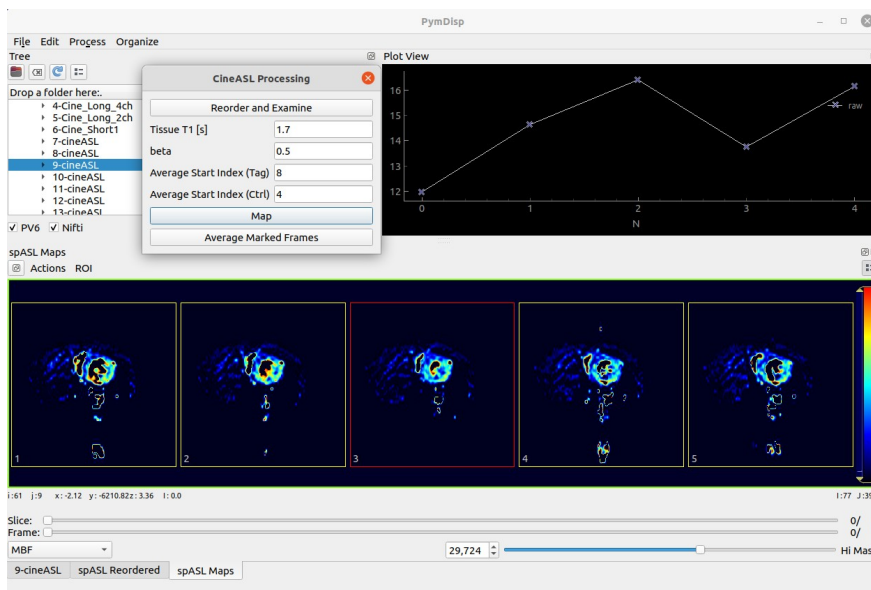 PymDisp
File Edit Process Organize
Tree
Plot View
Drop a folder here:.
4-Cine_Long_4ch
5-Cine_Long_2ch
6-Cine_Short1
7-cineASL
8-cineASL
9-cineASL
10-cineASL
11-cineASL
12-cineASL
13-cineASL
PV6 Nifti
CineASL Processing
Reorder and Examine
Tissue T1 [s] 1.7
beta 0.5
Average Start Index (Tag) 8
Average Start Index (Ctrl) 4
Map
Average Marked Frames
16
15
14
13
12
raw
0 1 2 3 4
N
spASL Maps
Actions ROI
1 2 3 4 5
i:61 j:9 x:-2.12 y:-6210.82z:3.36 I:0.0
I:77 J:39
Slice: 0/
Frame: 0/
MBF 29,724 Hi Mas
9-cineASL spASL Reordered spASL Maps